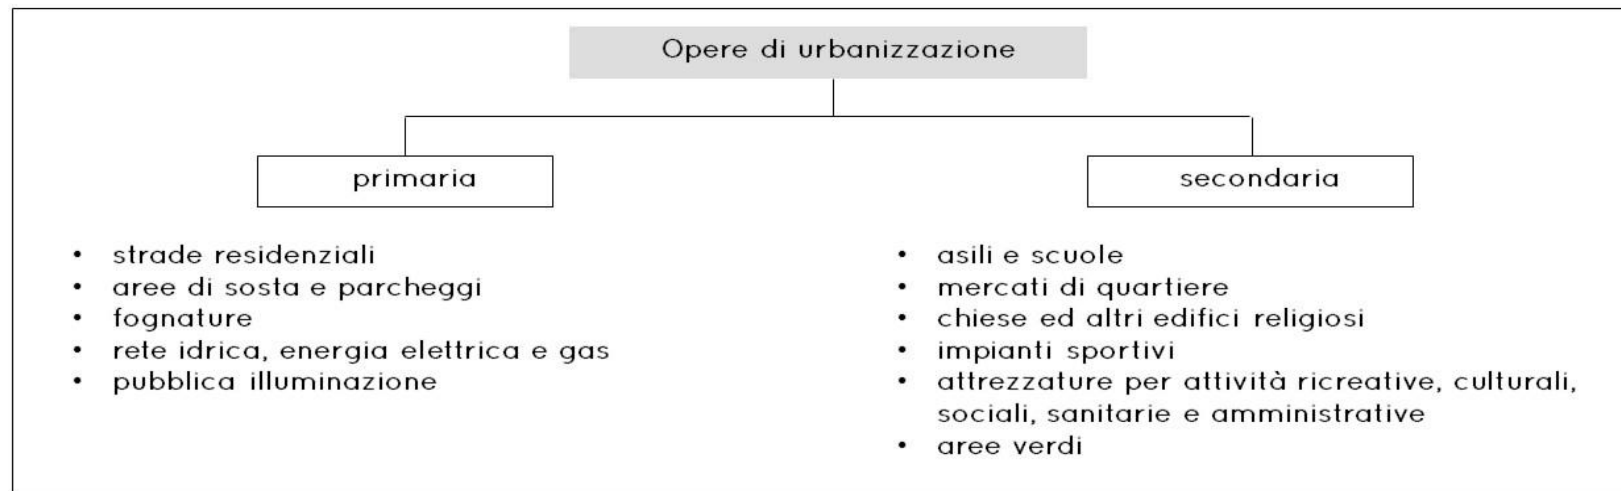 Opere di urbanizzazione
primaria
secondaria
• strade residenziali
• aree di sosta e parcheggi
• fognature
• rete idrica, energia elettrica e gas
• pubblica illuminazione
• asili e scuole
• mercati di quartiere
• chiese ed altri edifici religiosi
• impianti sportivi
• attrezzature per attività ricreative, culturali,
sociali, sanitarie e amministrative
• aree verdi